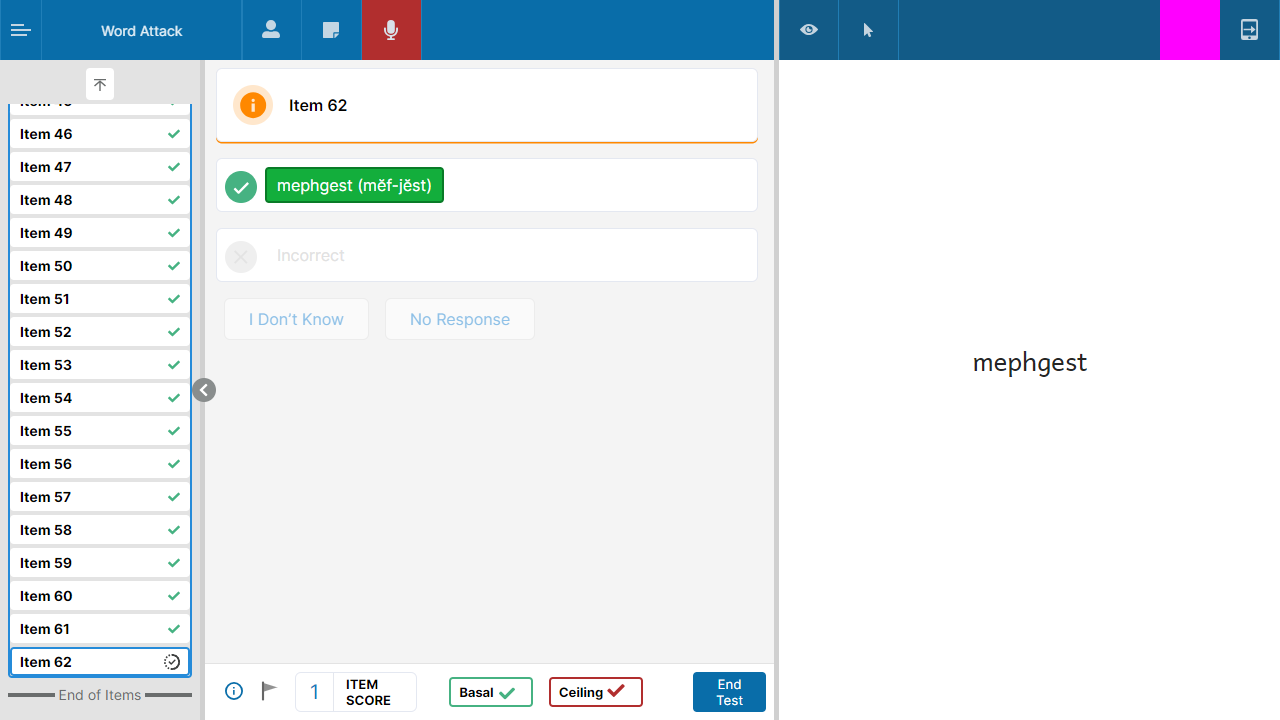 Word Attack
Item 46
Item 47
Item 48
Item 49
Item 50
Item 51
Item 52
Item 53
Item 54
Item 55
Item 56
Item 57
Item 58
Item 59
Item 60
Item 61
Item 62
End of Items
Item 62
mephgest (mĕf-jĕst)
Incorrect
I Don’t Know
No Response
1
ITEM
SCORE
Basal
Ceiling
End
Test
mephgest